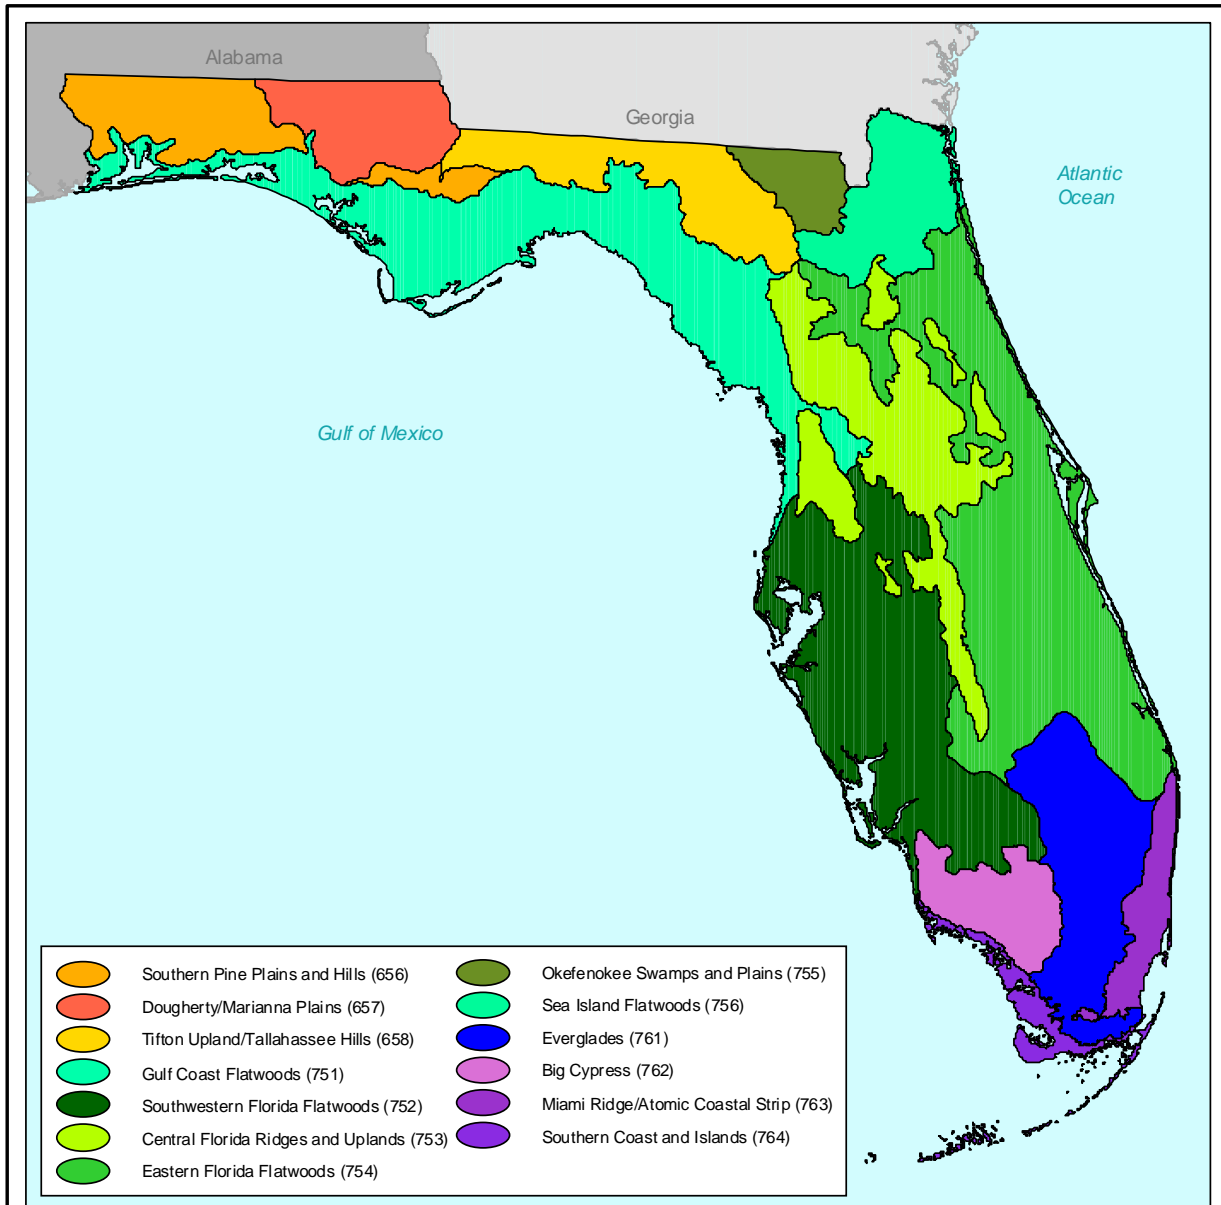 Alabama
Georgia
Atlantic
Ocean
Gulf of Mexico
Southern Pine Plains and Hills (656)
Dougherty/Marianna Plains (657)
Tifton Upland/Tallahassee Hills (658)
Gulf Coast Flatwoods (751)
Southwestern Florida Flatwoods (752)
Central Florida Ridges and Uplands (753)
Eastern Florida Flatwoods (754)
Okefenokee Swamps and Plains (755)
Sea Island Flatwoods (756)
Everglades (761)
Big Cypress (762)
Miami Ridge/Atomic Coastal Strip (763)
Southern Coast and Islands (764)